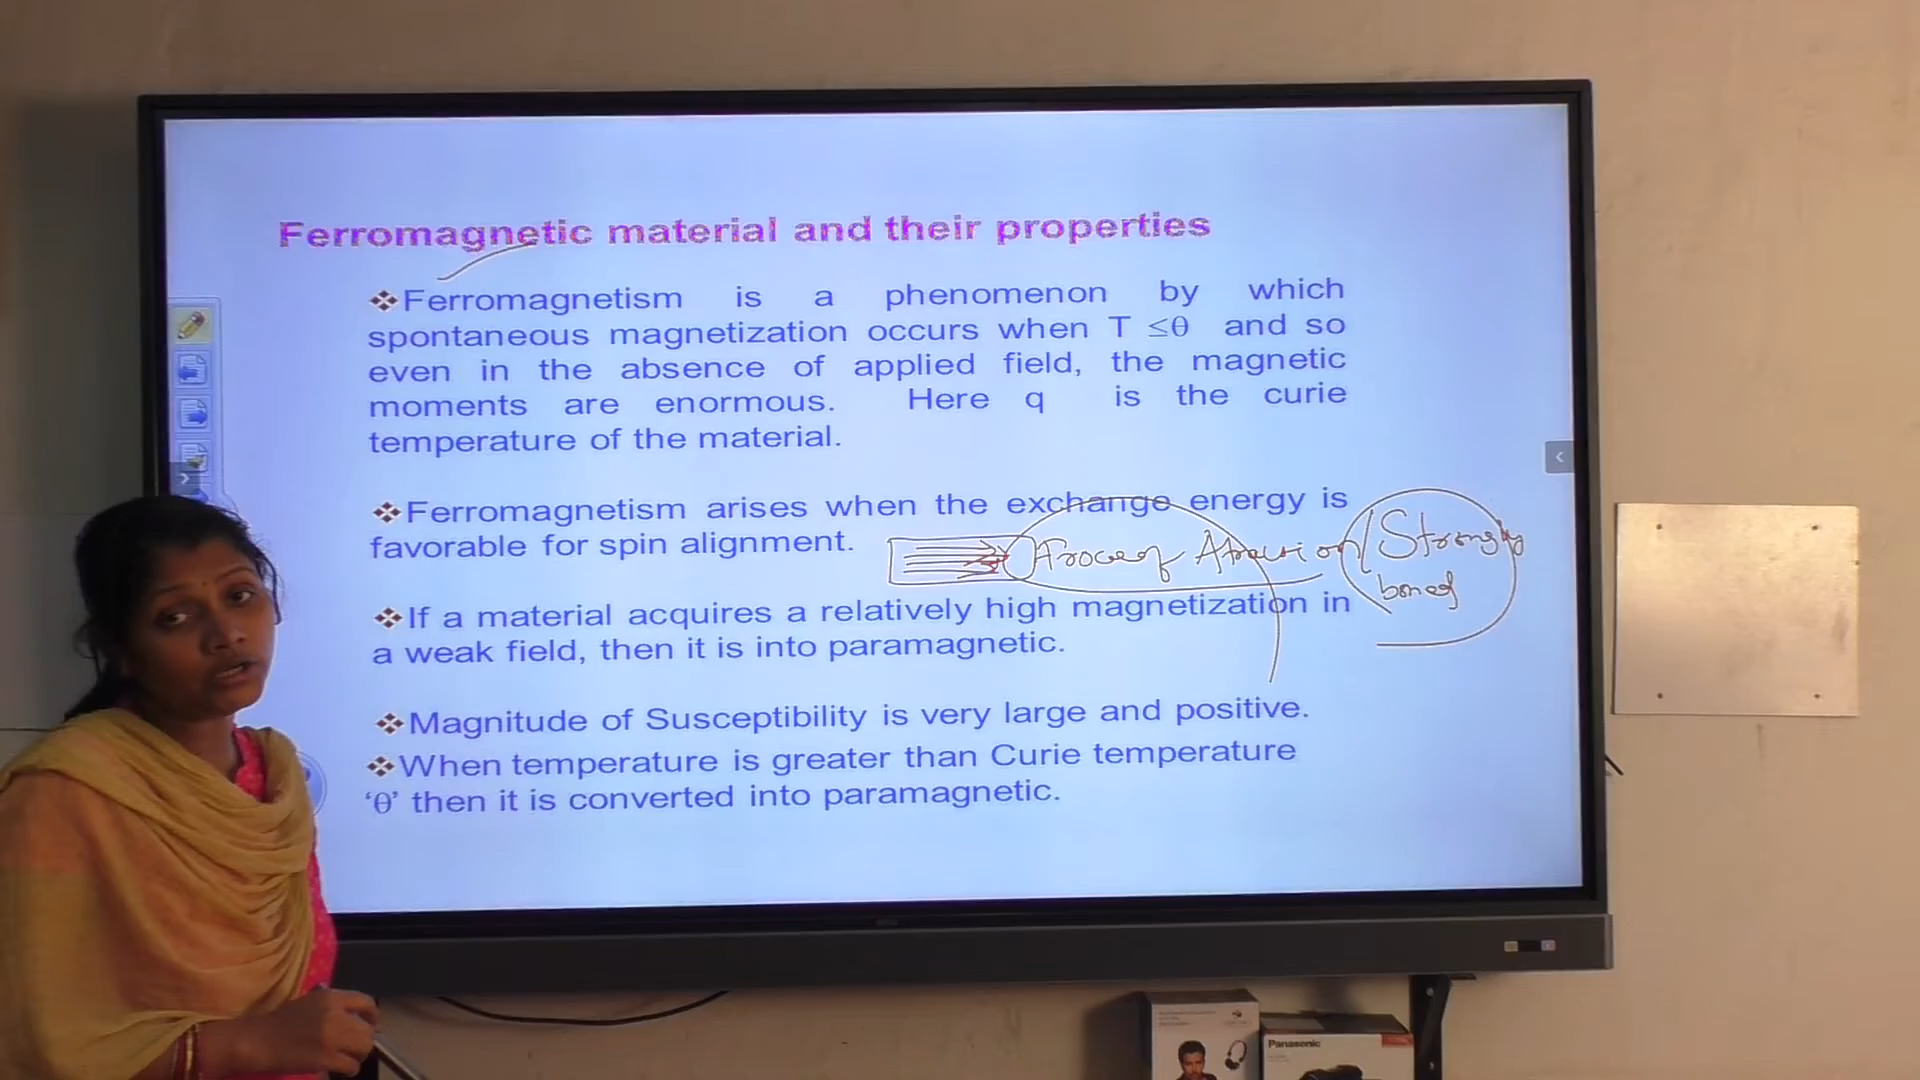 Ferromagnetic material and their properties
❖Ferromagnetism is a phenomenon by which
spontaneous magnetization occurs when T ≤θ and so
even in the absence of applied field, the magnetic
moments are enormous. Here q is the curie
temperature of the material.
❖Ferromagnetism arises when the exchange energy is
favorable for spin alignment.
Strongly
❖If a material acquires a relatively high magnetization in
a weak field, then it is into paramagnetic.
❖Magnitude of Susceptibility is very large and positive.
❖When temperature is greater than Curie temperature
‘θ’ then it is converted into paramagnetic.
Panasonic